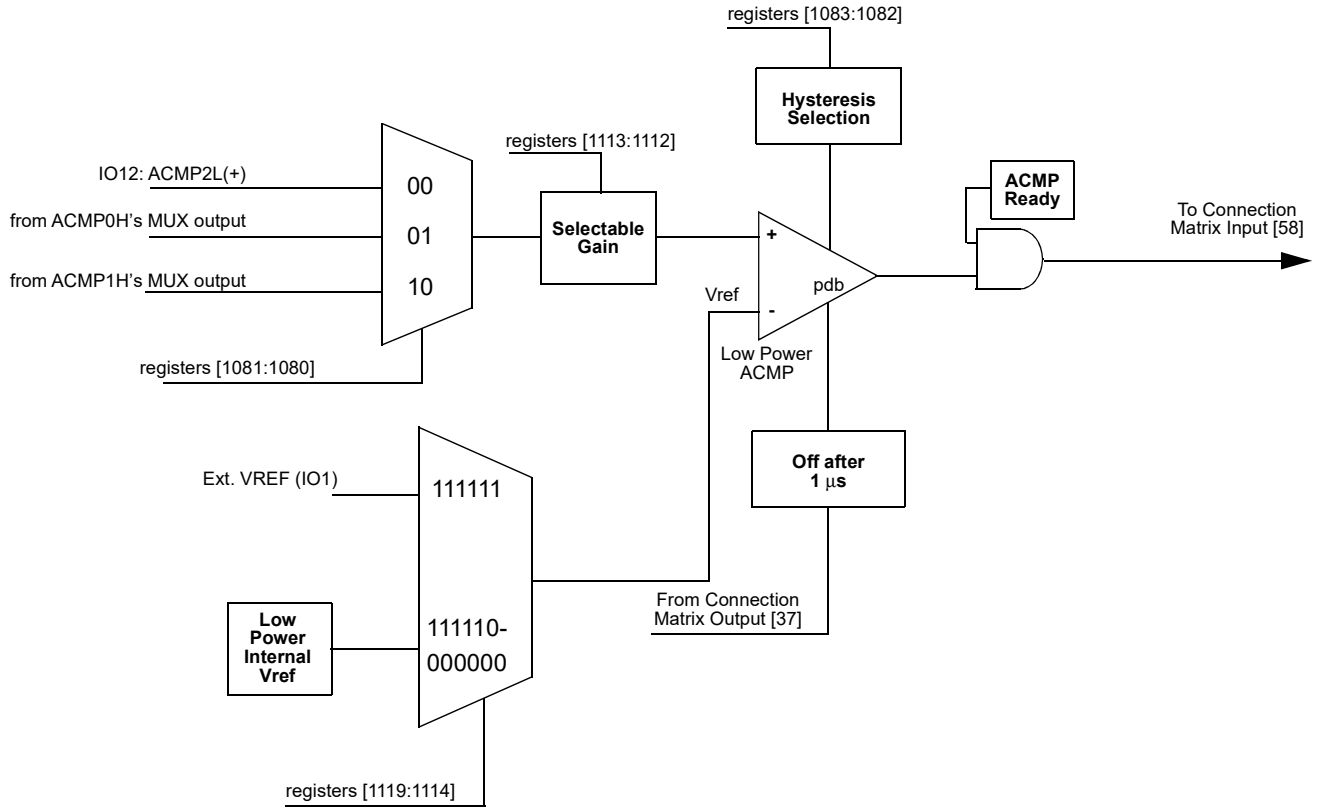 registers [1083:1082]
Hysteresis
Selection
registers [1113:1112]
IO12: ACMP2L(+)
00
from ACMP0H's MUX output
01
from ACMP1H's MUX output
10
Selectable
Gain
ACMP
Ready
To Connection
Matrix Input [58]
+
pdb
Vref
-
Low Power
ACMP
registers [1081:1080]
Ext. VREF (IO1)
111111
Off after
1 μs
Low
Power
Internal
Vref
111110-
000000
From Connection
Matrix Output [37]
registers [1119:1114]